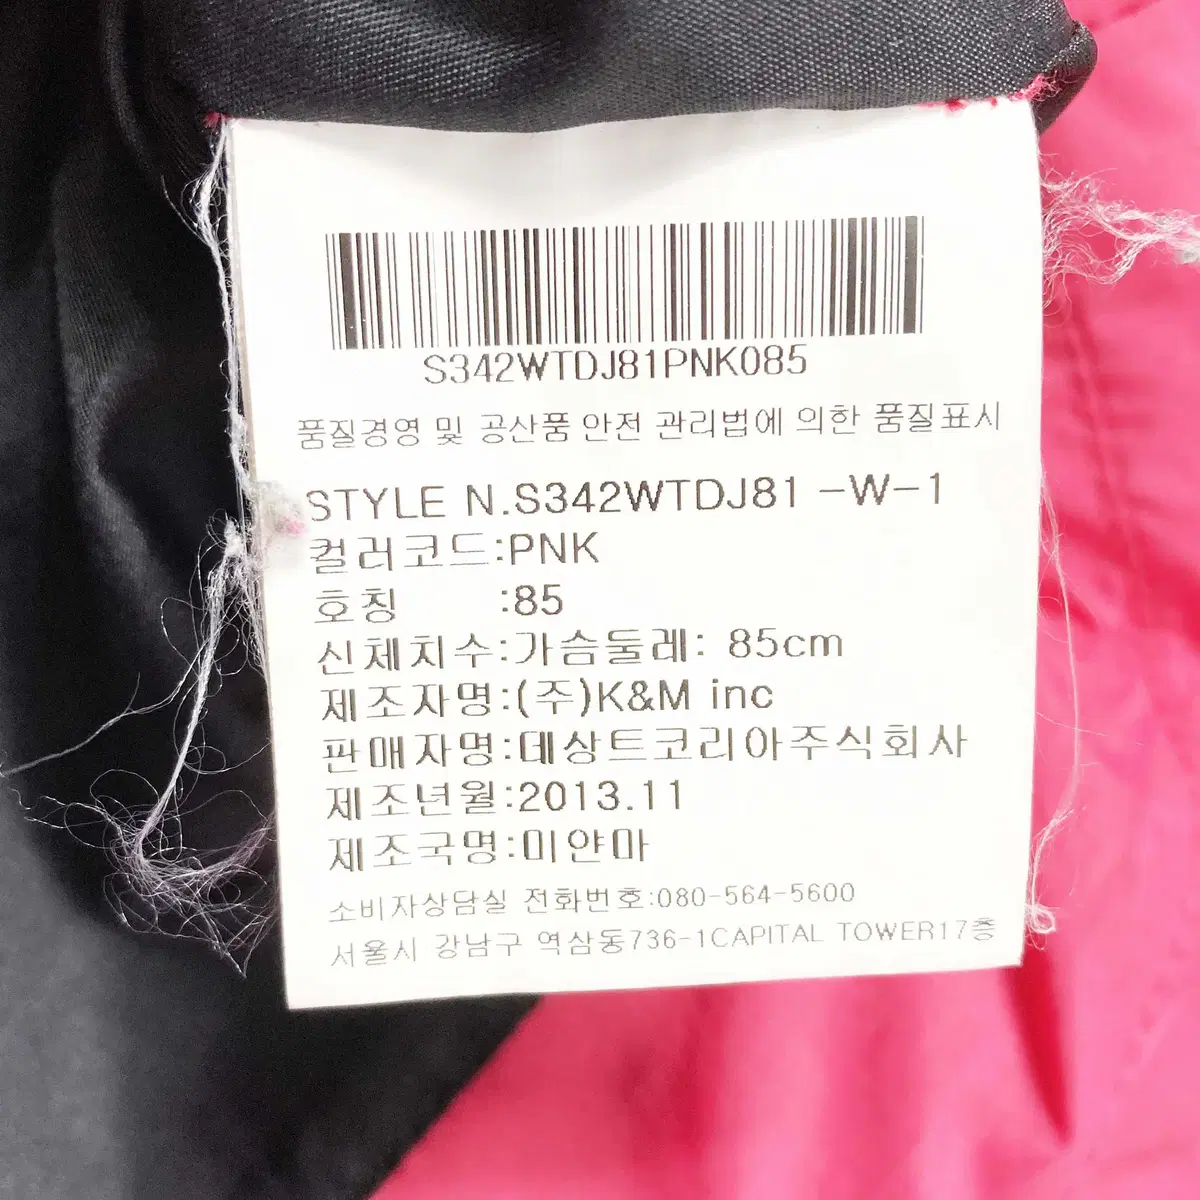 S342WTDJ81PNK085
품질경영 및 공산품 안전 관리법에 의한 품질표시
STYLE N.S342WTDJ81 -W-1
컬러코드:PNK
호칭 :85
신체치수:가슴둘레: 85cm
제조자명:(주)K&M inc
판매자명:데상트코리아주식회사
제조년월:2013.11
제조국명:미얀마
소비자상담실 전화번호:080-564-5600
서울시 강남구 역삼동736-1CAPITAL TOWER17층